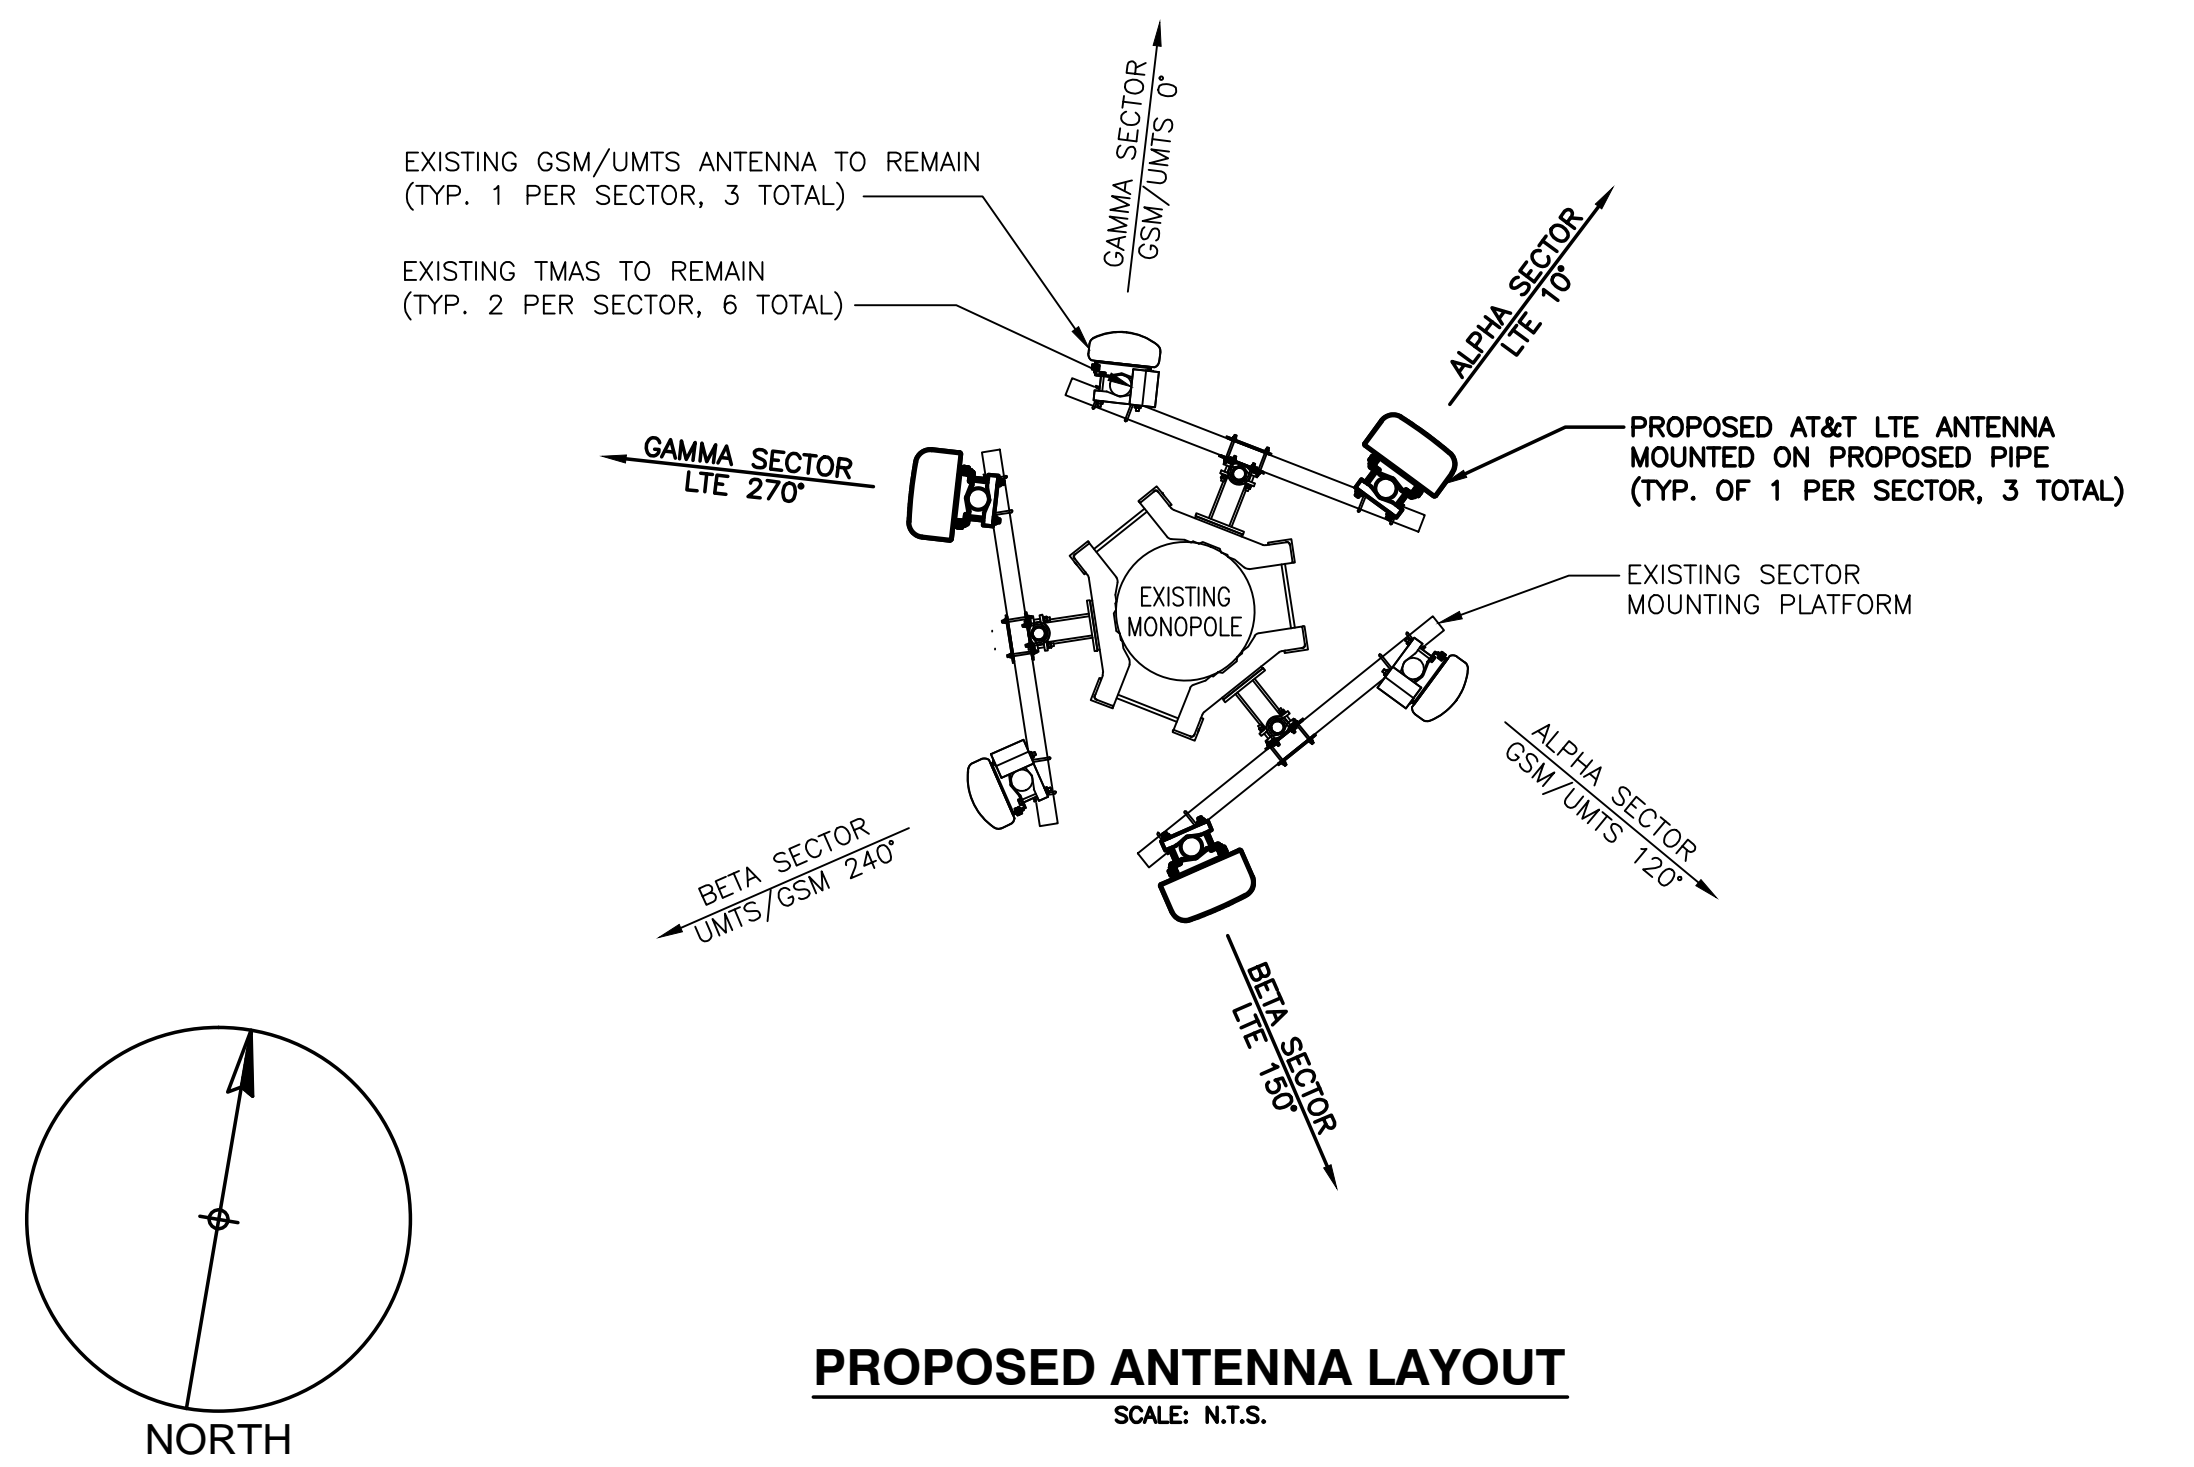 GAMMA SECTOR
GSM/UMTS 0°
EXISTING GSM/UMTS ANTENNA TO REMAIN
(TYP. 1 PER SECTOR, 3 TOTAL)
EXISTING TMAS TO REMAIN
(TYP. 2 PER SECTOR, 6 TOTAL)
ALPHA SECTOR
LTE 10°
GAMMA SECTOR
LTE 270°
PROPOSED AT&T LTE ANTENNA
MOUNTED ON PROPOSED PIPE
(TYP. OF 1 PER SECTOR, 3 TOTAL)
EXISTING SECTOR
MOUNTING PLATFORM
EXISTING
MONOPOLE
ALPHA SECTOR
GSM/UMTS 120°
BETA SECTOR
UMTS/GSM 240°
BETA SECTOR
LTE 150°
NORTH
PROPOSED ANTENNA LAYOUT
SCALE: N.T.S.